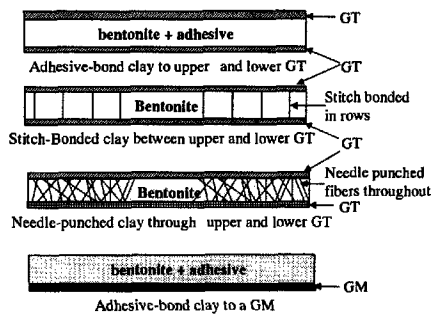 GT
bentonite + adhesive
Adhesive-bond clay to upper and lower GT
GT
Bentonite
Stitch bonded
in rows
Stitch-Bonded clay between upper and lower GT
GT
Bentonite
Needle punched
fibers throughout
GT
Needle-punched clay through upper and lower GT
bentonite + adhesive
GM
Adhesive-bond clay to a GM